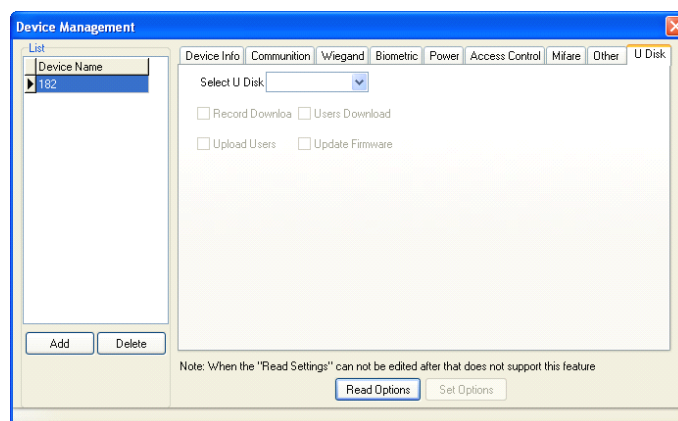 Device Management
List
Device Name
182
Add Delete
Device Info Communition Wiegand Biometric Power Access Control Mifare Other U Disk
Select U Disk
Record Downloa Users Download
Upload Users Update Firmware
Note: When the "Read Settings" can not be edited after that does not support this feature
Read Options Set Options